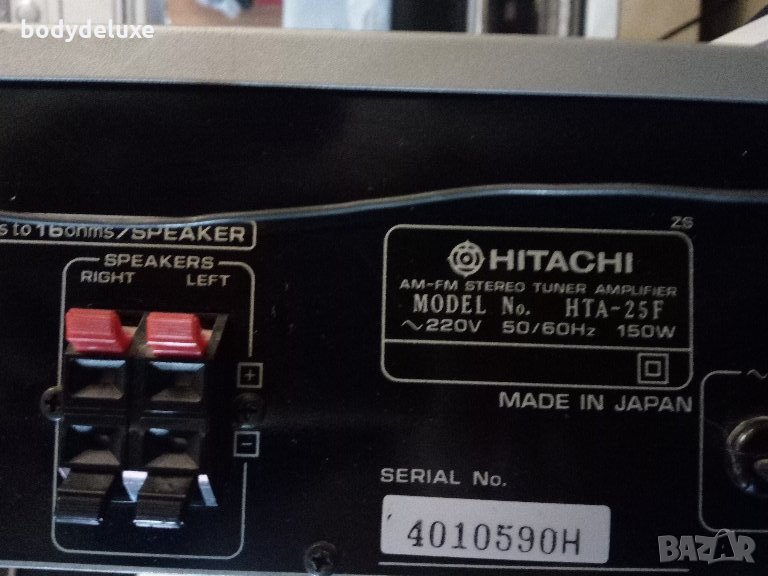 bodydeluxe
to 16ohms/SPEAKER
SPEAKERS
RIGHT LEFT
+
-
ZS
HITACHI
AM-FM STEREO TUNER AMPLIFIER
MODEL No. HTA-25F
~220V 50/60Hz 150W
MADE IN JAPAN
SERIAL No.
4010590H
~
BAZAR